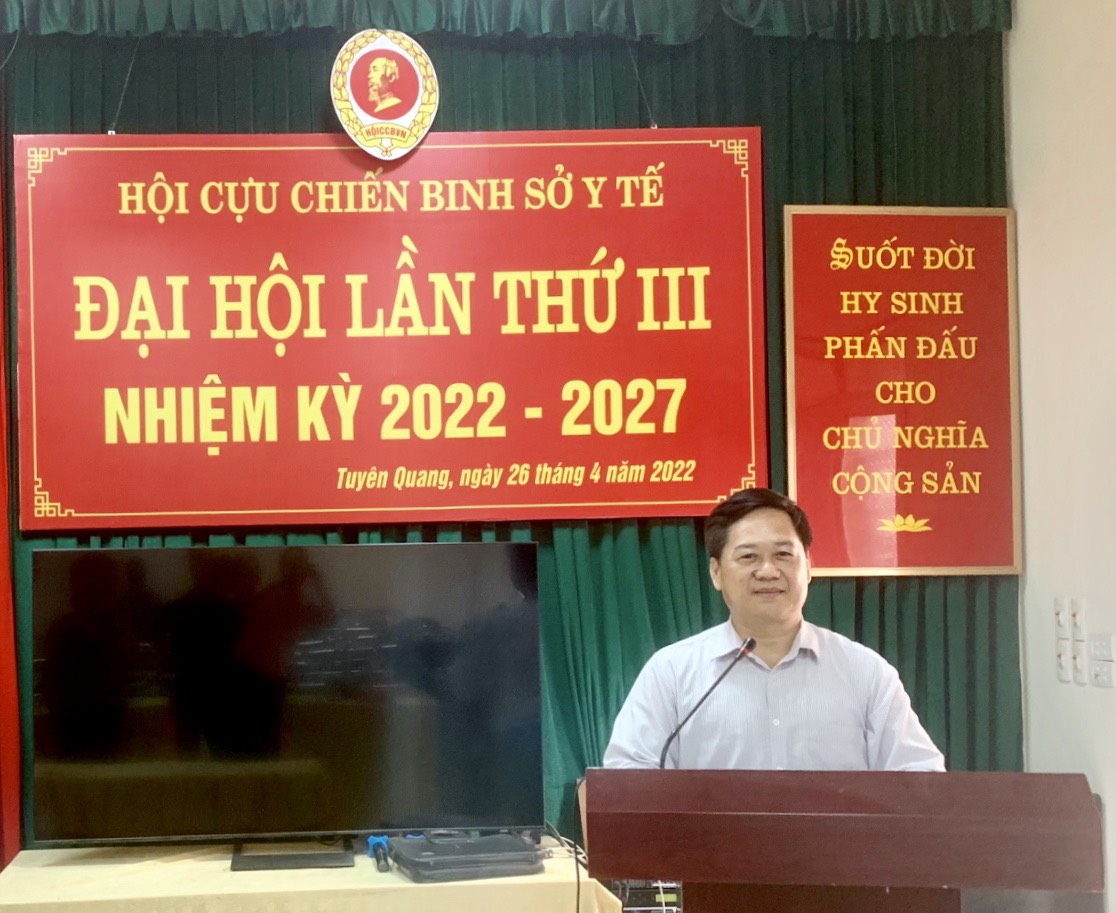 HỘICCBVN
HỘI CỰU CHIẾN BINH SỞ Y TẾ
ĐẠI HỘI LẦN THỨ III
NHIỆM KỲ 2022 - 2027
Tuyên Quang, ngày 26 tháng 4 năm 2022
SUỐT ĐỜI
HY SINH
PHẤN ĐẤU
CHO
CHỦ NGHĨA
CỘNG SẢN